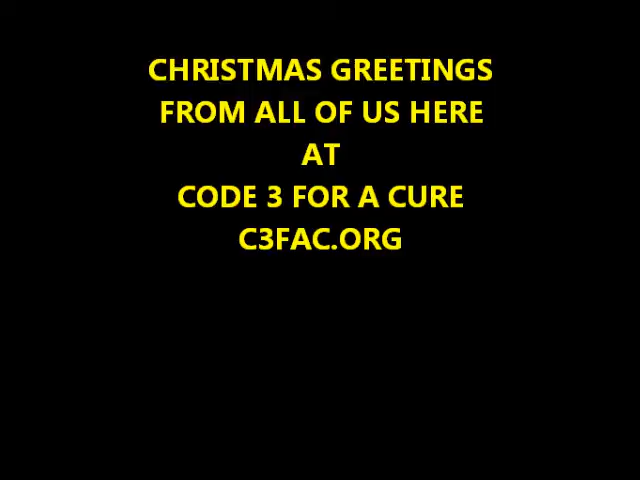 CHRISTMAS GREETINGS
FROM ALL OF US HERE
AT
CODE 3 FOR A CURE
C3FAC.ORG